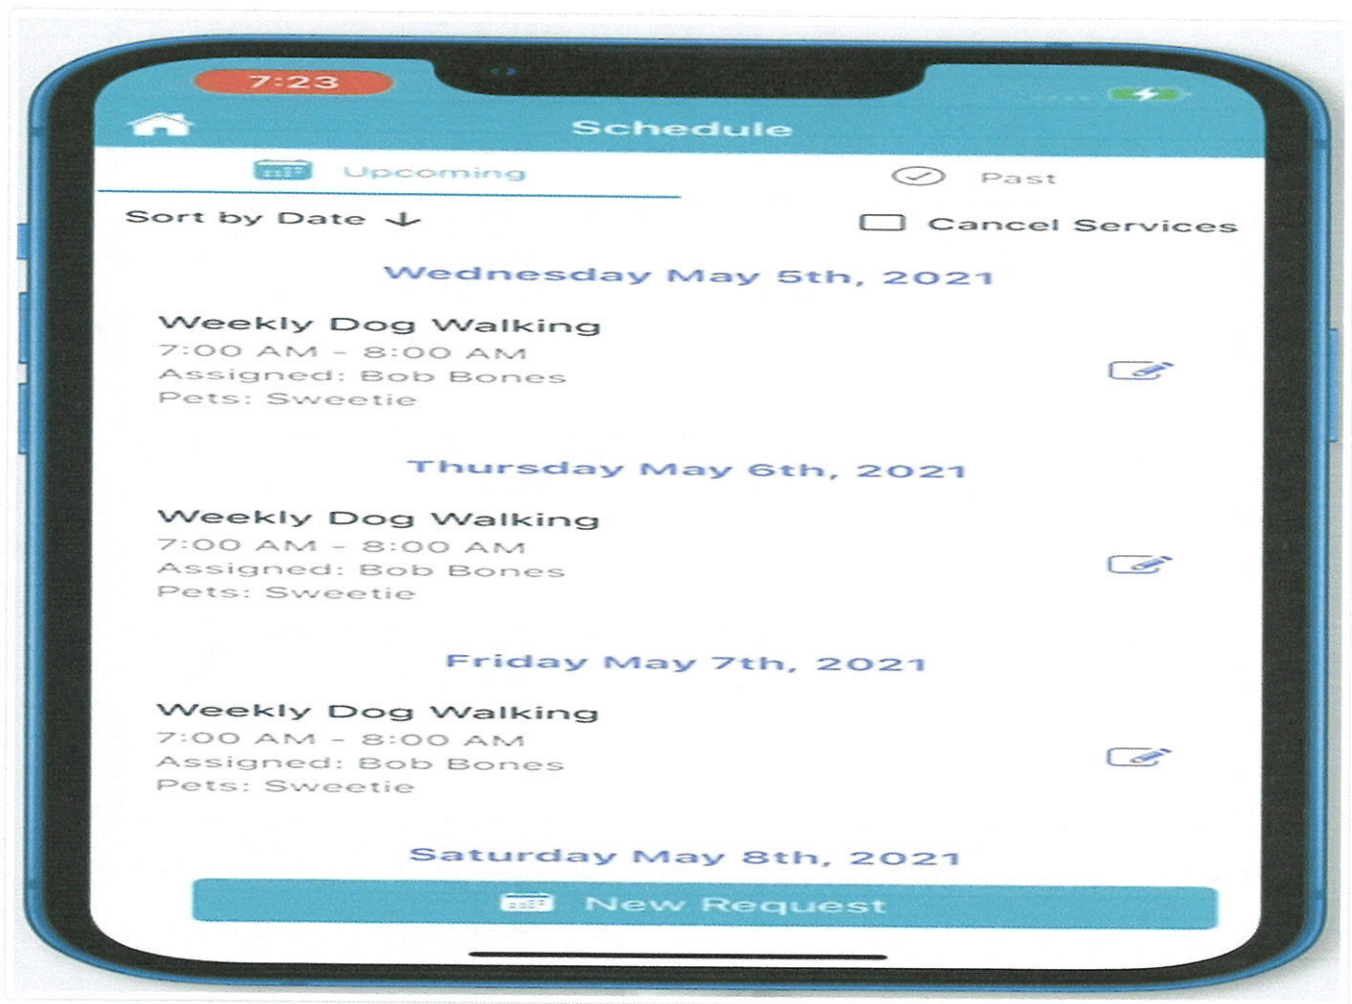 7:23
Schedule
Upcoming
Past
Sort by Date ↓
Cancel Services
Wednesday May 5th, 2021
Weekly Dog Walking
7:00 AM - 8:00 AM
Assigned: Bob Bones
Pets: Sweetie
Thursday May 6th, 2021
Weekly Dog Walking
7:00 AM - 8:00 AM
Assigned: Bob Bones
Pets: Sweetie
Friday May 7th, 2021
Weekly Dog Walking
7:00 AM - 8:00 AM
Assigned: Bob Bones
Pets: Sweetie
Saturday May 8th, 2021
New Request